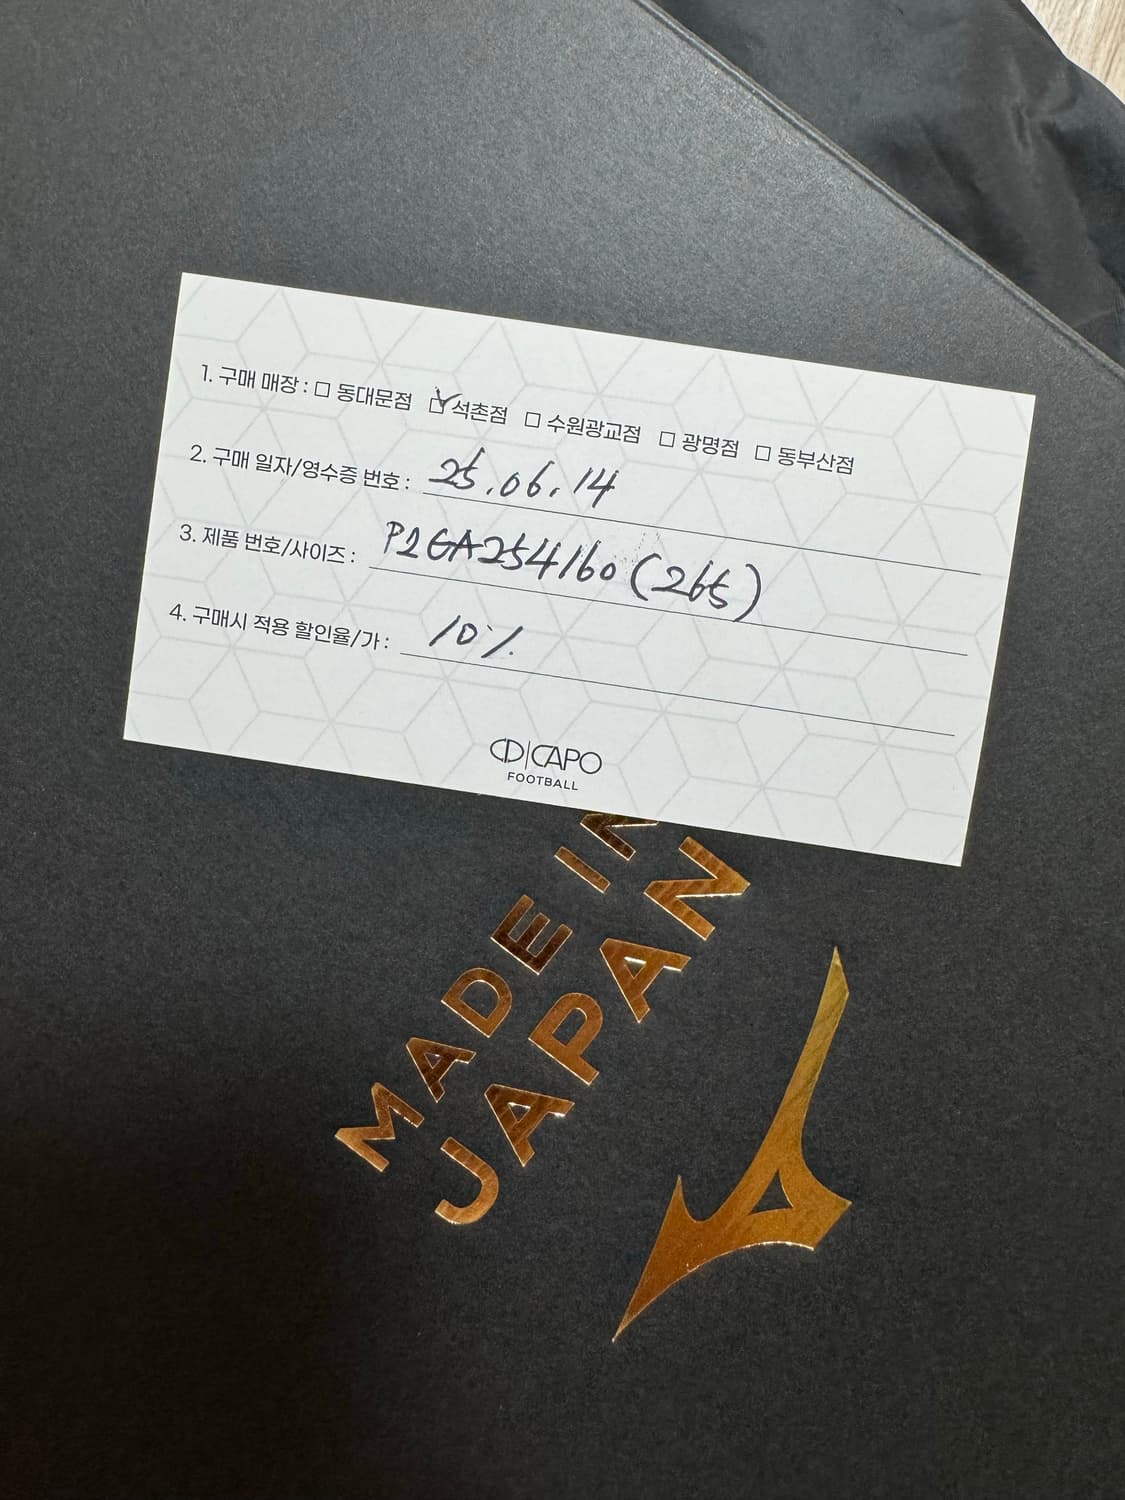 1. 구매 매장 : □ 동대문점 ☑ 석촌점 □ 수원광교점 □ 광명점 □ 동부산점
2. 구매 일자/영수증 번호 : 25.06.14
3. 제품 번호/사이즈 : P1GA254160 (265)
4. 구매시 적용 할인율/가 : 10%
CAPO
FOOTBALL
MADE IN
JAPAN